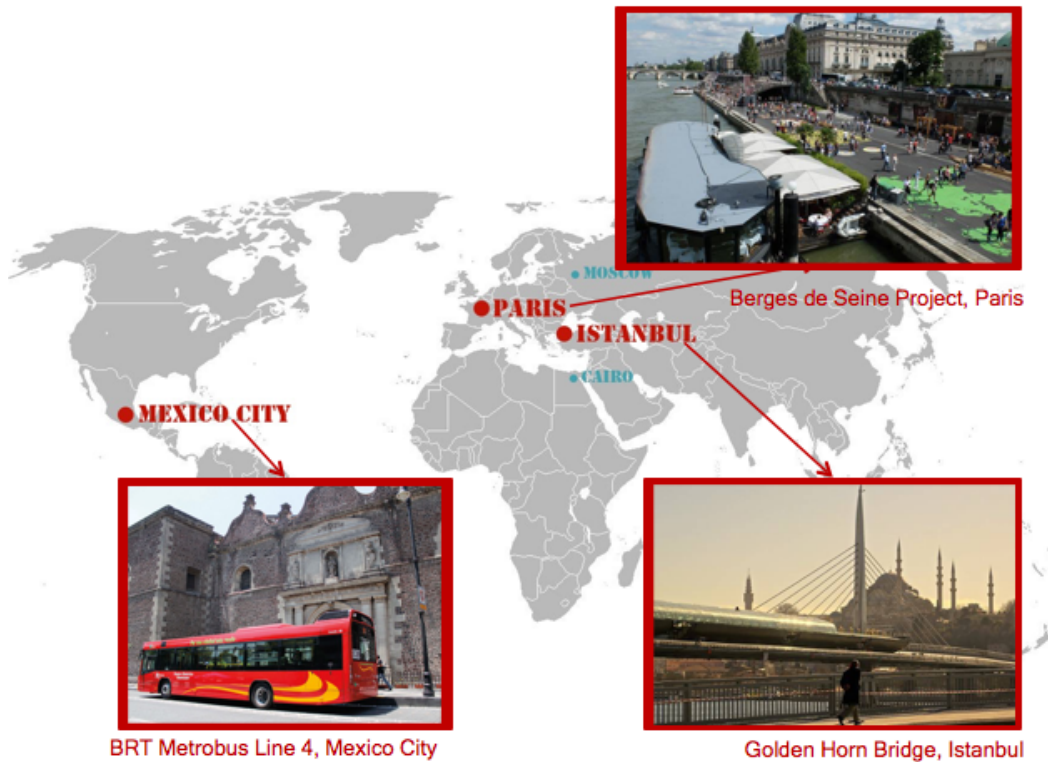 MOSCOW
PARIS
Berges de Seine Project, Paris
ISTANBUL
CAIRO
MEXICO CITY
BRT Metrobus Line 4, Mexico City
Golden Horn Bridge, Istanbul